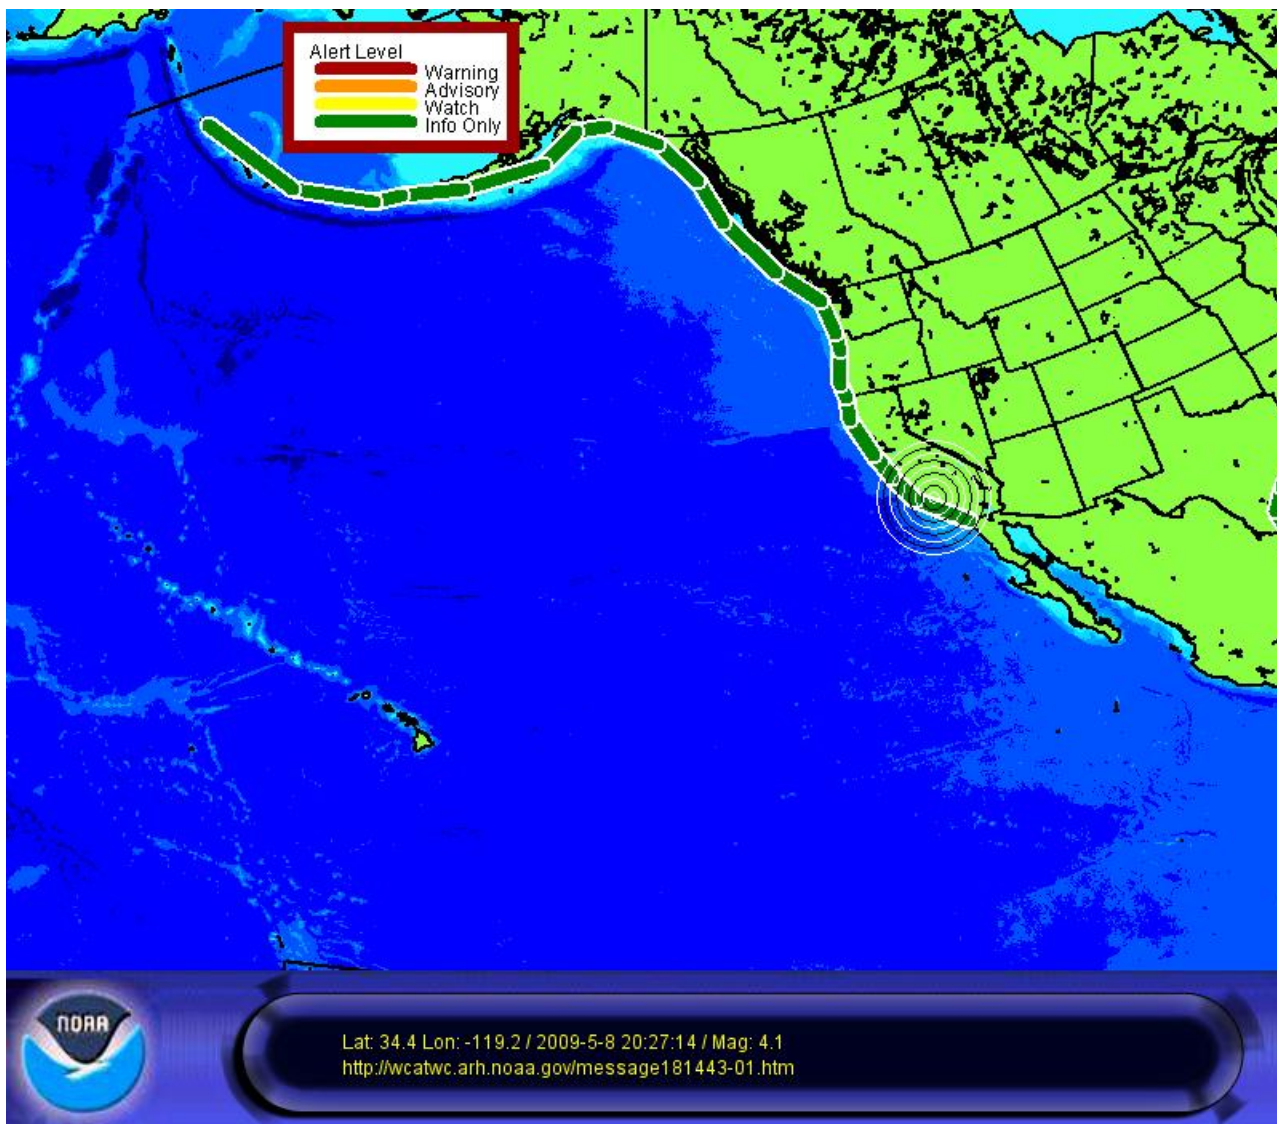 Alert Level
Warning
Advisory
Watch
Info Only
NOAA
Lat: 34.4 Lon: -119.2 / 2009-5-8 20:27:14 / Mag: 4.1
http://wcatwc.arh.noaa.gov/message181443-01.htm